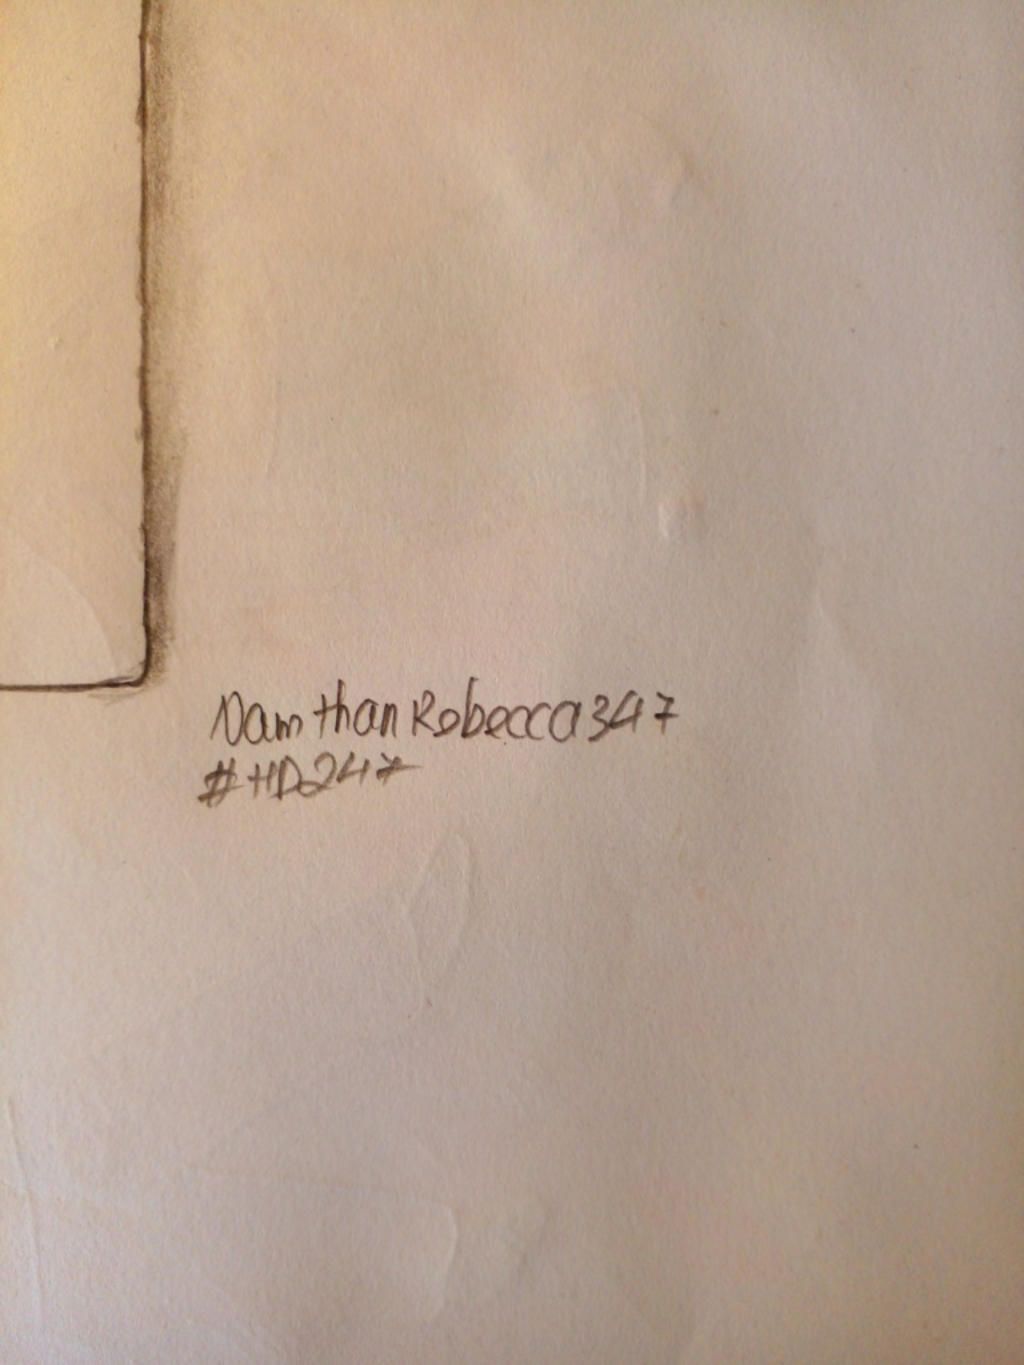 Nam than Rebecca 347
#HD247